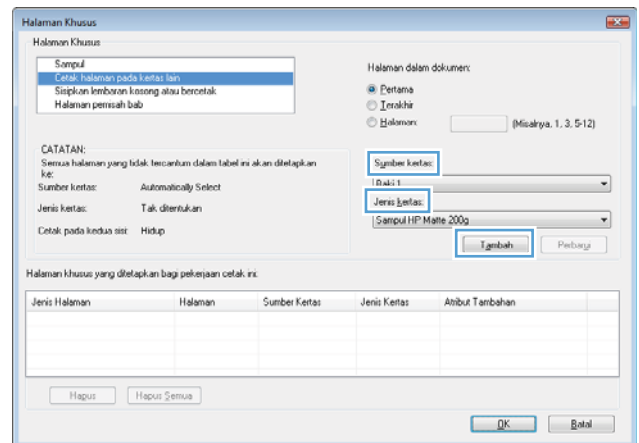 Halaman Khusus
Halaman Khusus
Sampul
Cetak halaman pada kertas lain
Sisipkan lembaran kosong atau bercetak
Halaman pemisah bab
Halaman dalam dokumen:
Pertama
Terakhir
Halaman:
(Misalnya. 1, 3, 5-12)
CATATAN:
Semua halaman yang tidak tercantum dalam tabel ini akan ditetapkan
ke:
Sumber kertas: Automatically Select
Jenis kertas: Tak ditentukan
Cetak pada kedua sisi: Hidup
Sumber kertas:
Baki 1
Jenis kertas:
Sampul HP Matte 200g
Tambah Perbarui
Halaman khusus yang ditetapkan bagi pekerjaan cetak ini:
Jenis Halaman Halaman Sumber Kertas Jenis Kertas Atribut Tambahan
Hapus Hapus Semua
OK Batal